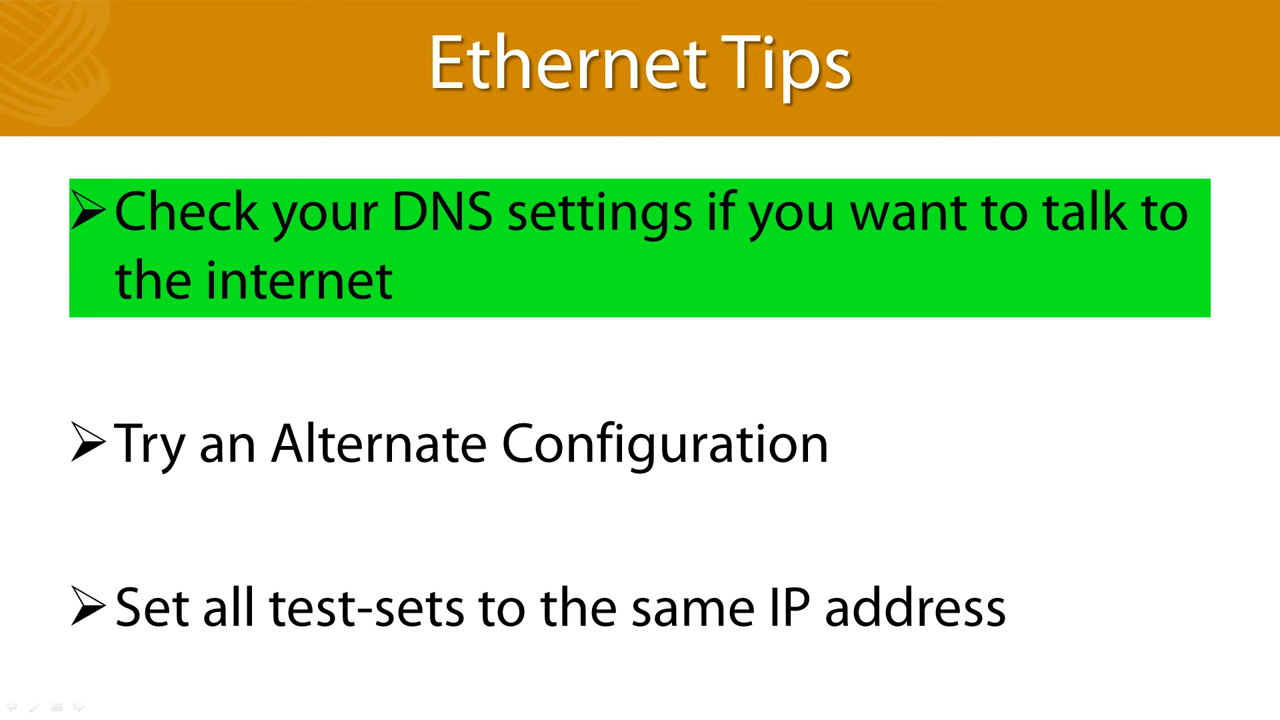 Ethernet Tips
➢Check your DNS settings if you want to talk to
the internet
➢Try an Alternate Configuration
➢Set all test-sets to the same IP address